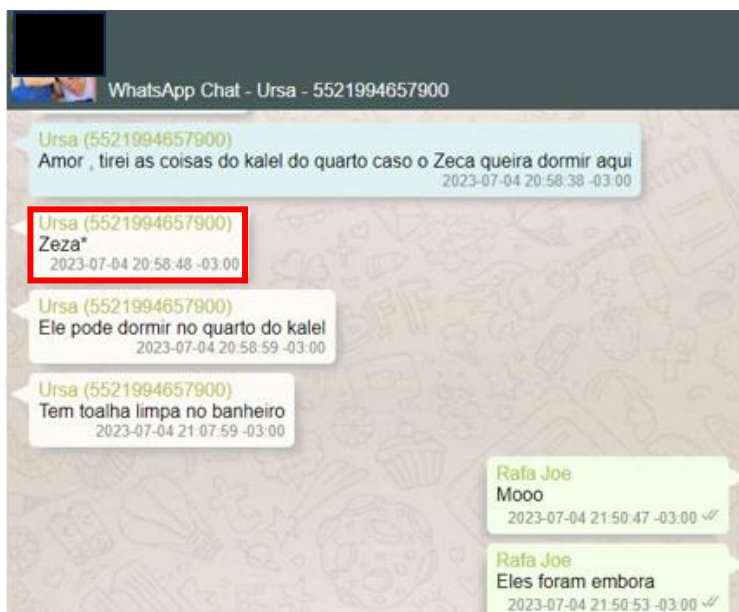 WhatsApp Chat - Ursa - 5521994657900
Ursa (5521994657900)
Amor , tirei as coisas do kalel do quarto caso o Zeca queira dormir aqui
2023-07-04 20:58:38 -03:00
Ursa (5521994657900)
Zeza*
2023-07-04 20:58:48 -03:00
Ursa (5521994657900)
Ele pode dormir no quarto do kalel
2023-07-04 20:58:59 -03:00
Ursa (5521994657900)
Tem toalha limpa no banheiro
2023-07-04 21:07:59 -03:00
Rafa Joe
Mooo
2023-07-04 21:50:47 -03:00
Rafa Joe
Eles foram embora
2023-07-04 21:50:53 -03:00